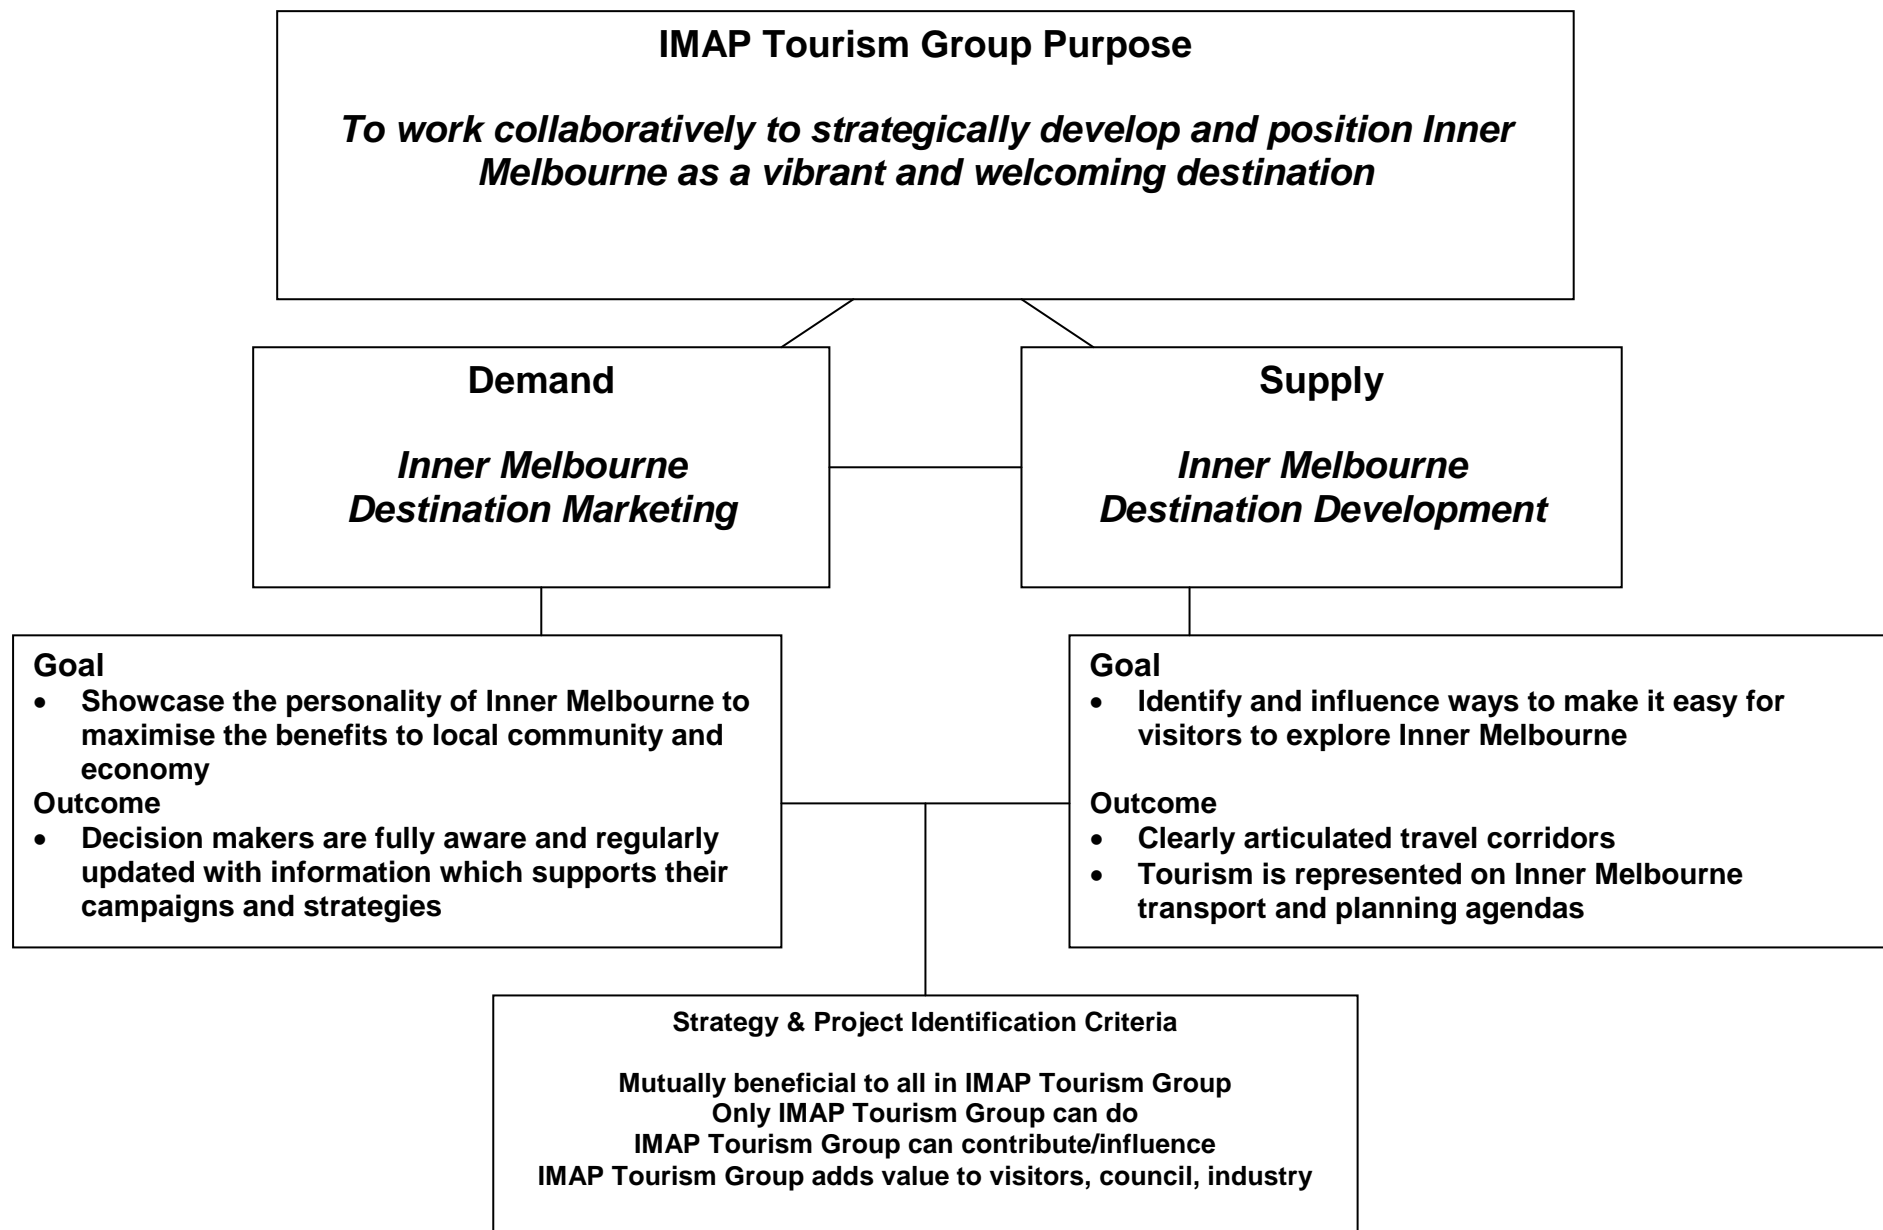 IMAP Tourism Group Purpose
To work collaboratively to strategically develop and position Inner
Melbourne as a vibrant and welcoming destination
Demand
Inner Melbourne
Destination Marketing
Supply
Inner Melbourne
Destination Development
Goal
• Showcase the personality of Inner Melbourne to
maximise the benefits to local community and
economy
Outcome
• Decision makers are fully aware and regularly
updated with information which supports their
campaigns and strategies
Goal
• Identify and influence ways to make it easy for
visitors to explore Inner Melbourne
Outcome
• Clearly articulated travel corridors
• Tourism is represented on Inner Melbourne
transport and planning agendas
Strategy & Project Identification Criteria
Mutually beneficial to all in IMAP Tourism Group
Only IMAP Tourism Group can do
IMAP Tourism Group can contribute/influence
IMAP Tourism Group adds value to visitors, council, industry